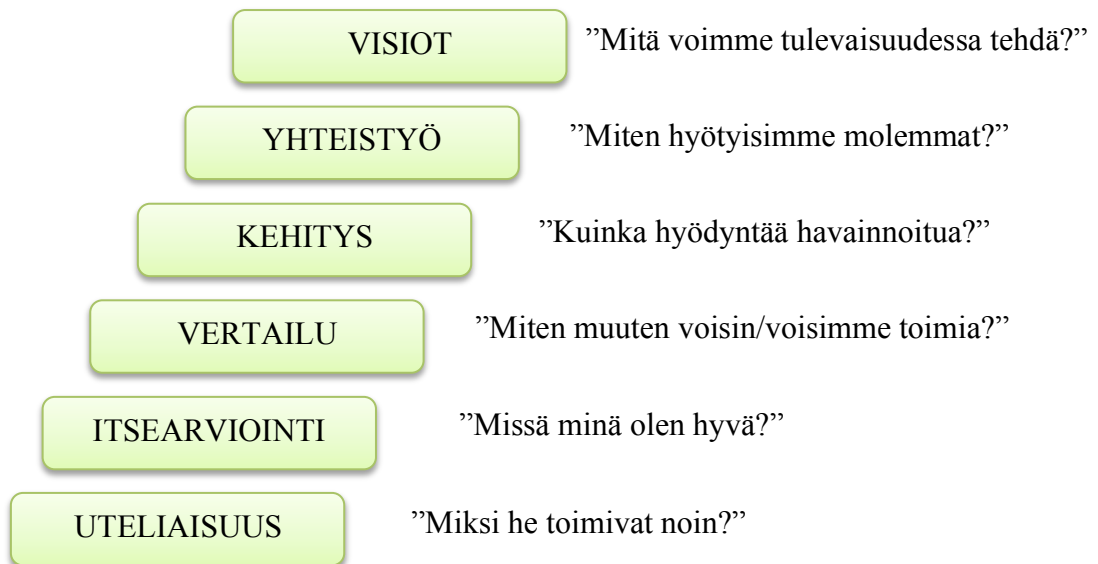 VISIOT ”Mitä voimme tulevaisuudessa tehdä?”
YHTEISTYÖ ”Miten hyötyisimme molemmat?”
KEHITYS ”Kuinka hyödyntää havainnoitua?”
VERTAILU ”Miten muuten voisin/voisimme toimia?”
ITSEARVIOINTI ”Missä minä olen hyvä?”
UTELIAISUUS ”Miksi he toimivat noin?”